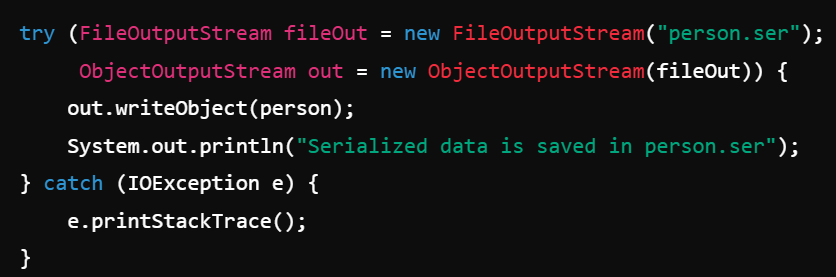 try (FileOutputStream fileOut = new FileOutputStream("person.ser");
     ObjectOutputStream out = new ObjectOutputStream(fileOut)) {
    out.writeObject(person);
    System.out.println("Serialized data is saved in person.ser");
} catch (IOException e) {
    e.printStackTrace();
}